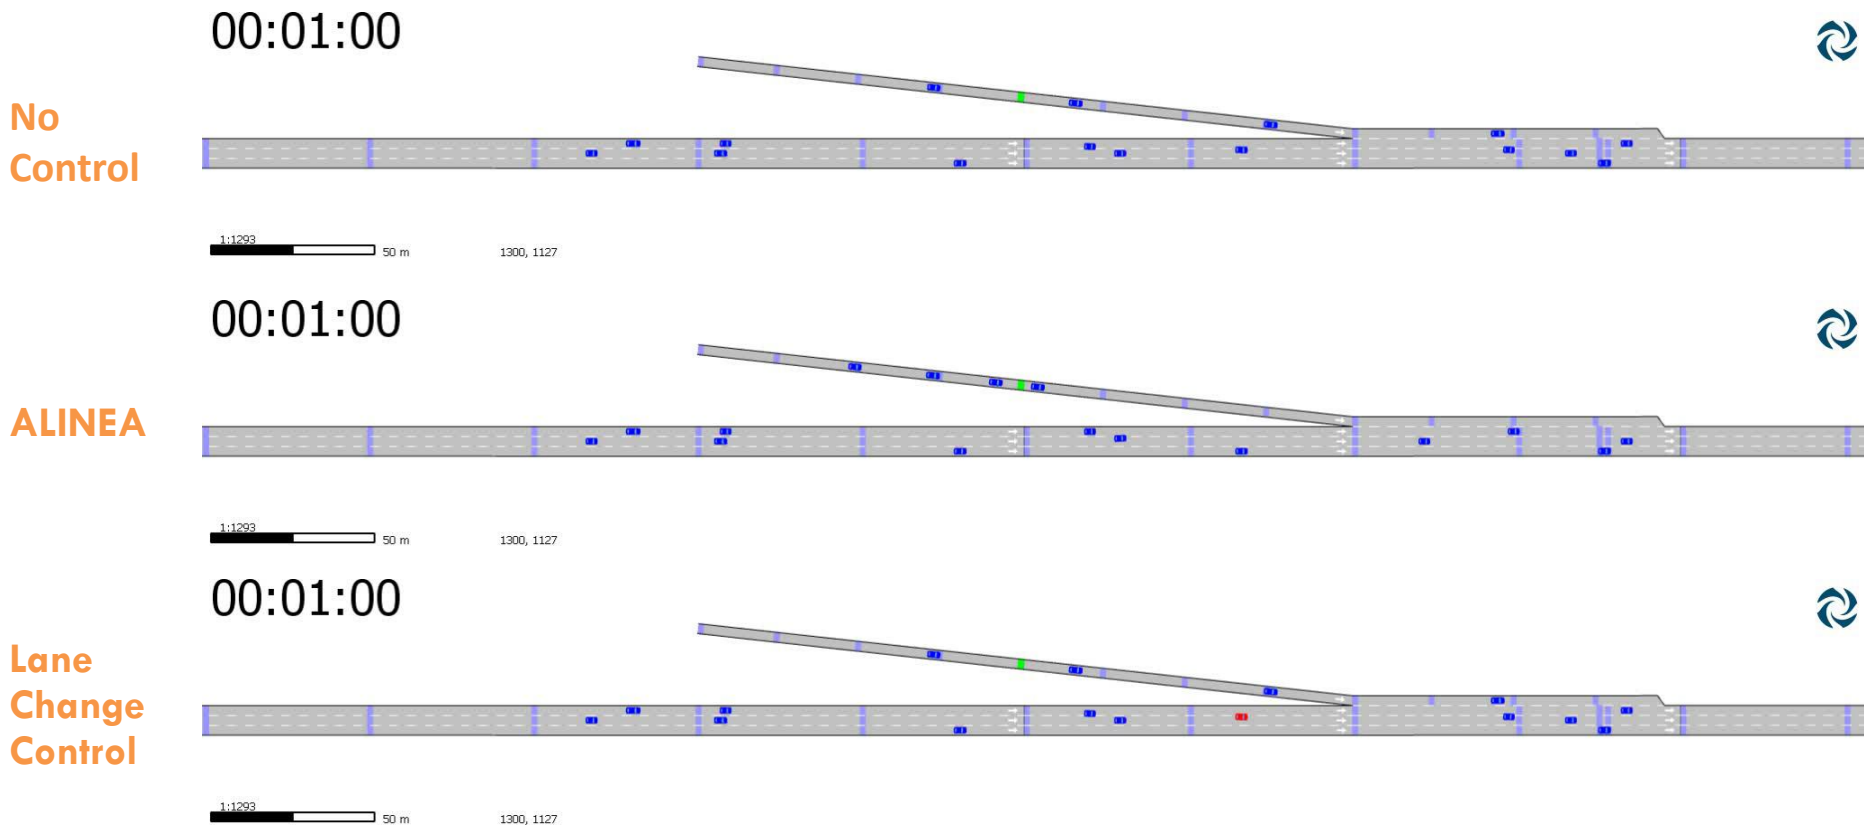 00:01:00
No
Control
1:1293
50 m
1300, 1127
00:01:00
ALINEA
1:1293
50 m
1300, 1127
00:01:00
Lane
Change
Control
1:1293
50 m
1300, 1127